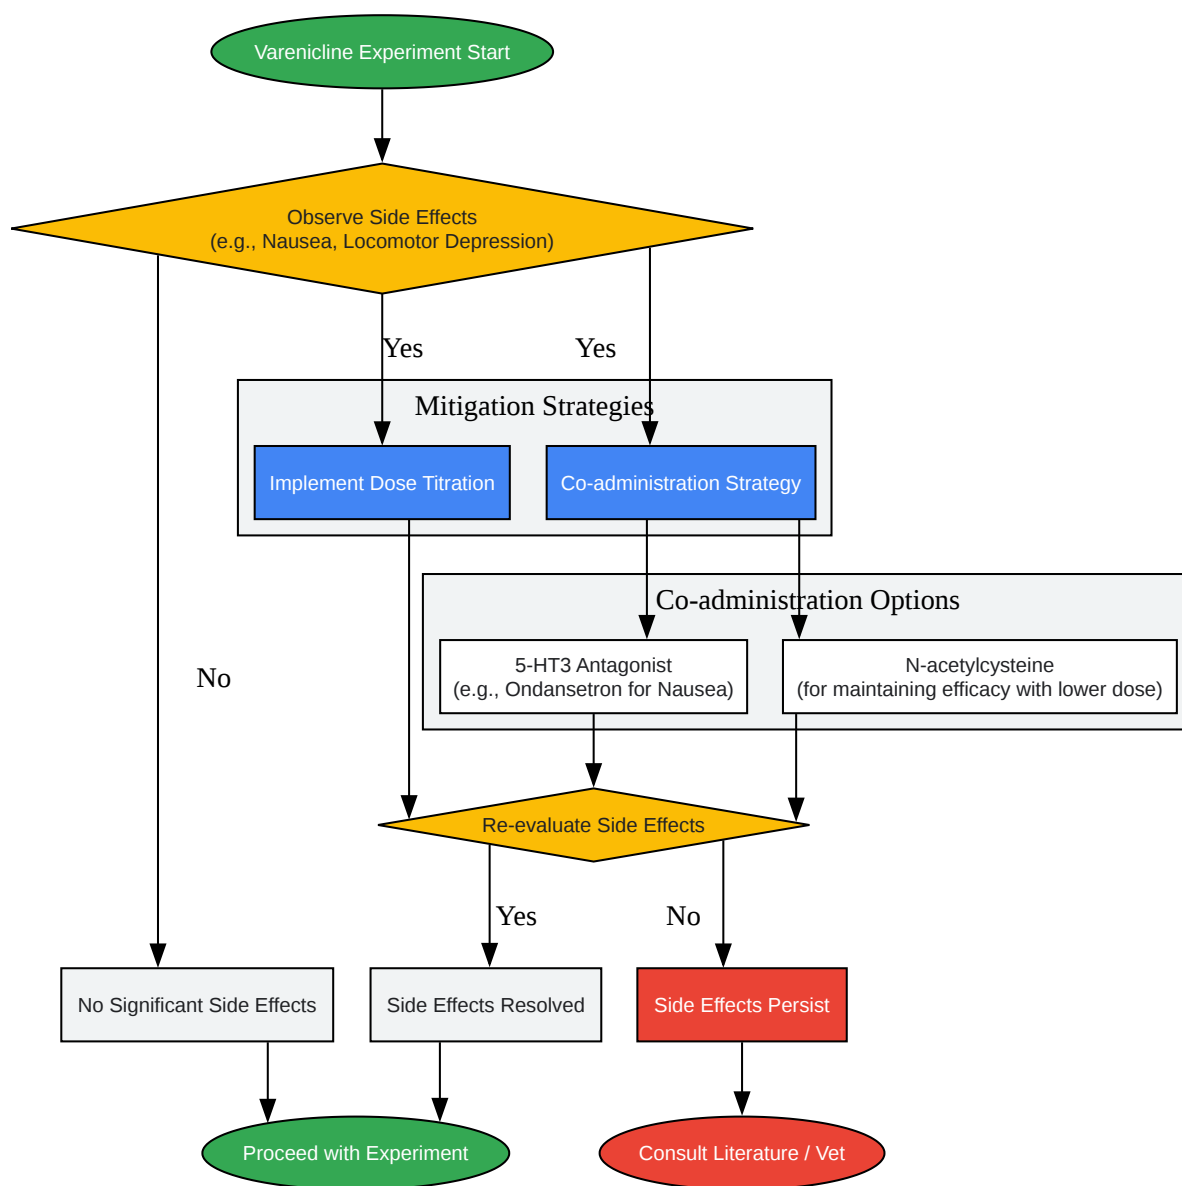 Varenicline Experiment Start
Observe Side Effects
(e.g., Nausea, Locomotor Depression)
Yes
Yes
Mitigation Strategies
Implement Dose Titration
Co-administration Strategy
Co-administration Options
5-HT3 Antagonist
(e.g., Ondansetron for Nausea)
N-acetylcysteine
(for maintaining efficacy with lower dose)
No
Re-evaluate Side Effects
Yes
No
No Significant Side Effects
Side Effects Resolved
Side Effects Persist
Proceed with Experiment
Consult Literature / Vet